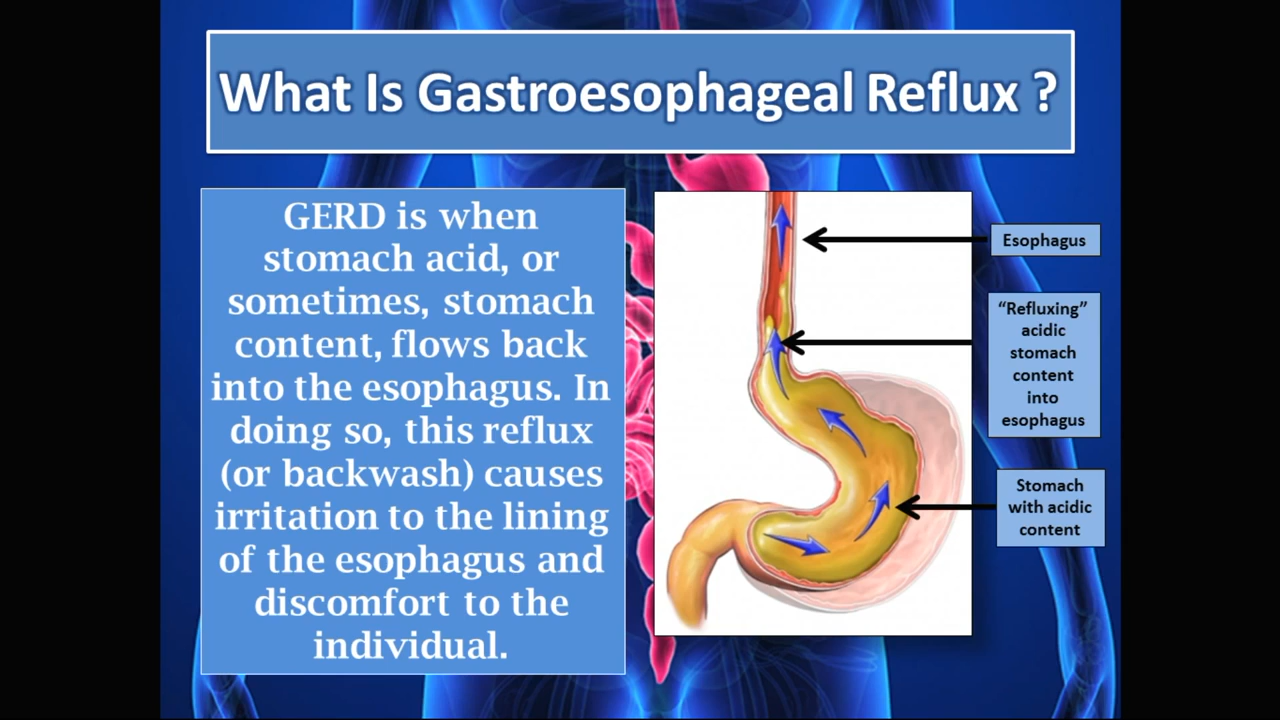 What Is Gastroesophageal Reflux ?
GERD is when
stomach acid, or
sometimes, stomach
content, flows back
into the esophagus. In
doing so, this reflux
(or backwash) causes
irritation to the lining
of the esophagus and
discomfort to the
individual.
Esophagus
“Refluxing”
acidic
stomach
content
into
esophagus
Stomach
with acidic
content